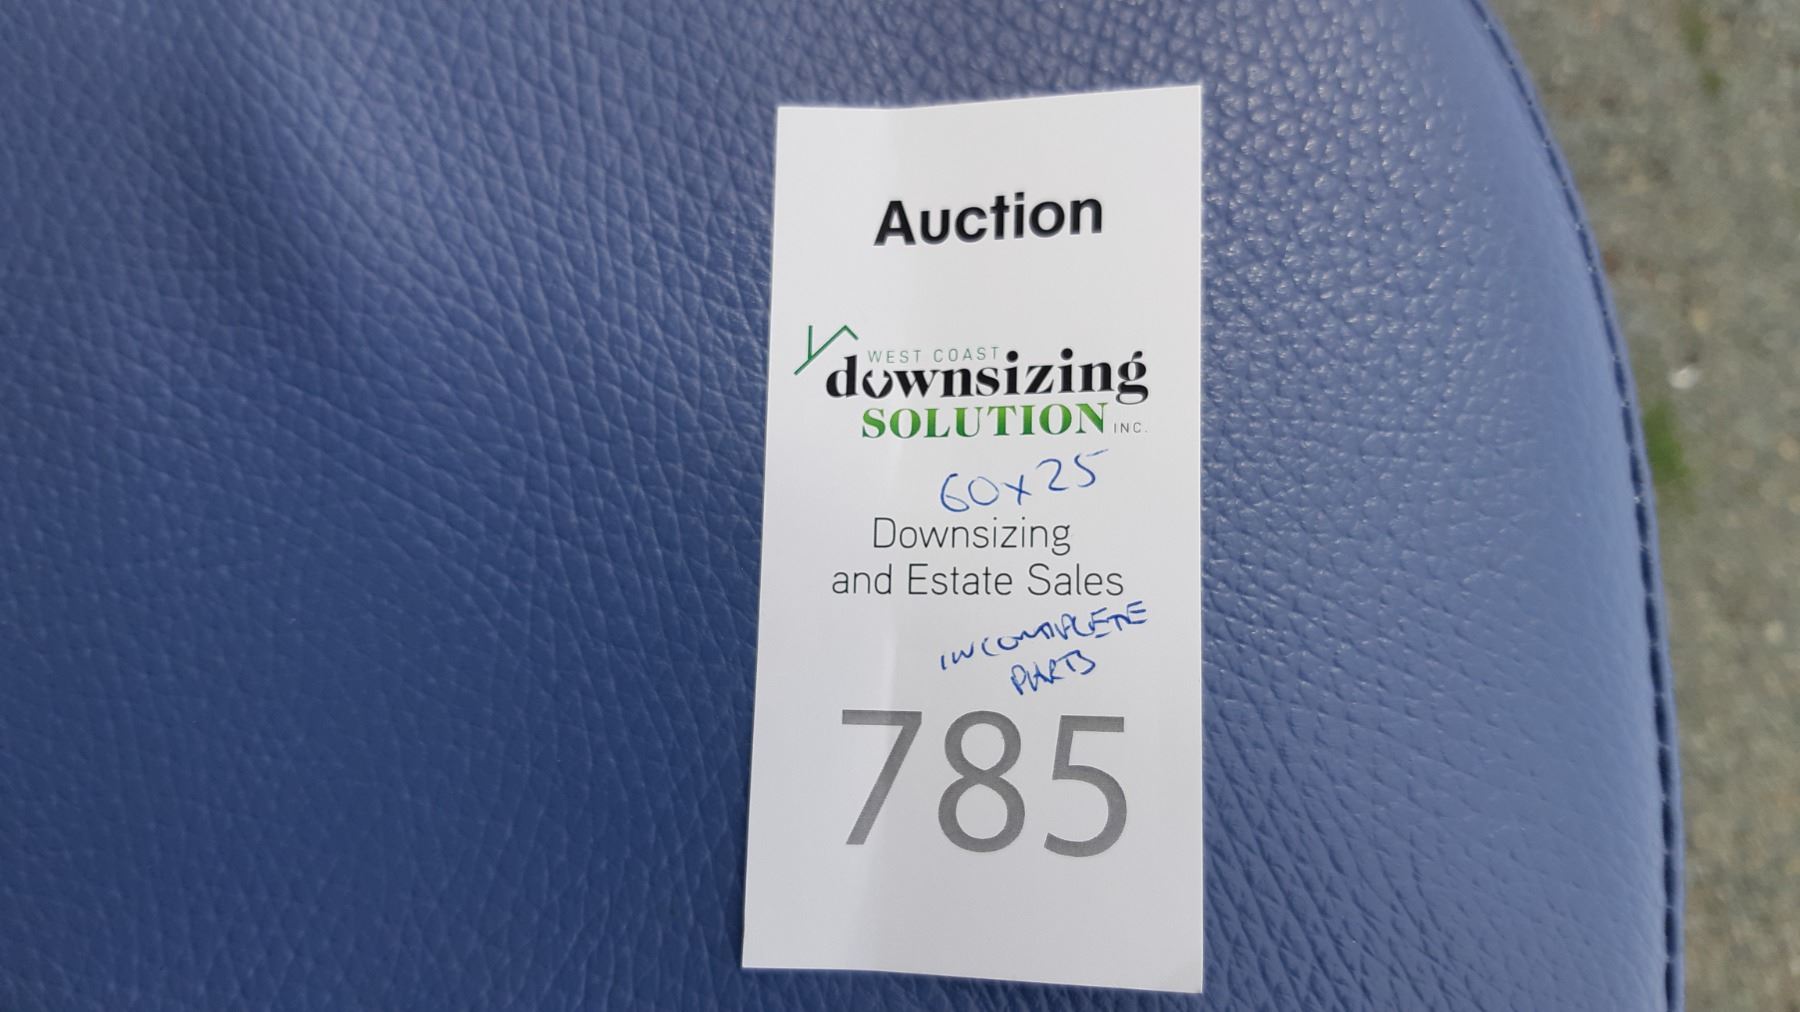 Auction
WEST COAST
downsizing
SOLUTION INC.
60x25
Downsizing
and Estate Sales
INCOMPLETE
PARTS
785